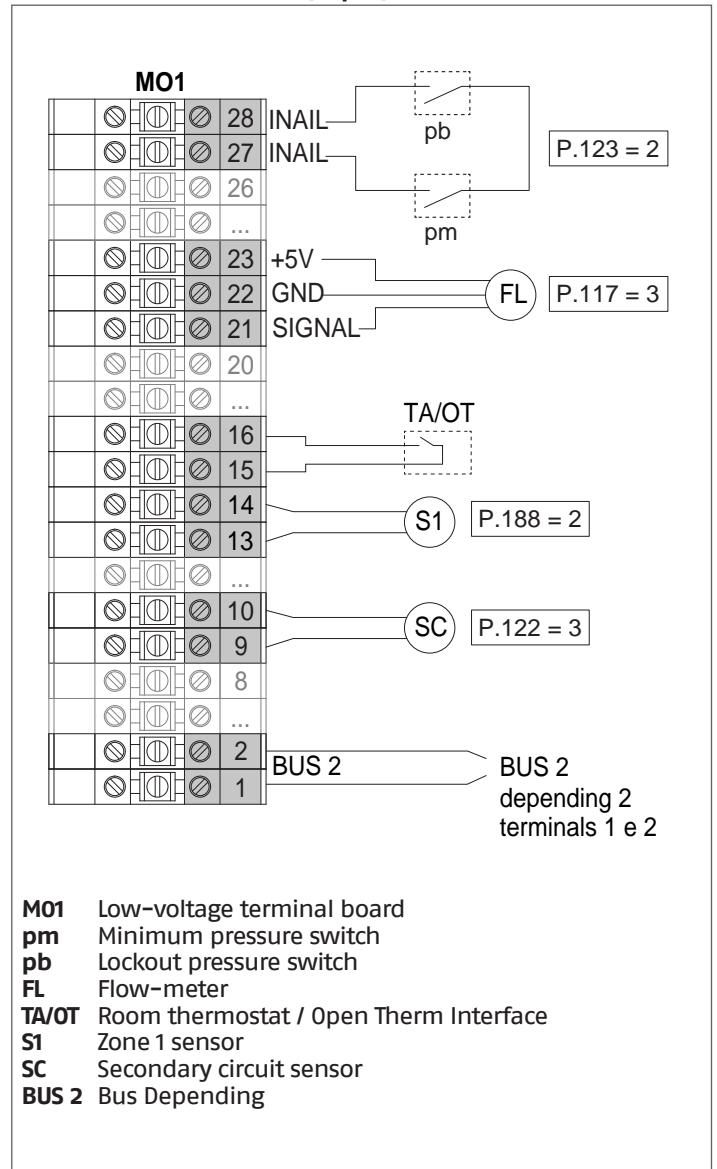 MO1
28 INAIL
27 INAIL
26
...
23 +5V
22 GND
21 SIGNAL
20
...
16
15
14
13
...
10
9
8
...
2
1
BUS 2
pb
pm
P.123 = 2
FL P.117 = 3
TA/OT
S1 P.188 = 2
SC P.122 = 3
BUS 2
depending 2
terminals 1 e 2
M01 Low-voltage terminal board
pm Minimum pressure switch
pb Lockout pressure switch
FL Flow-meter
TA/OT Room thermostat / Open Therm Interface
S1 Zone 1 sensor
SC Secondary circuit sensor
BUS 2 Bus Depending